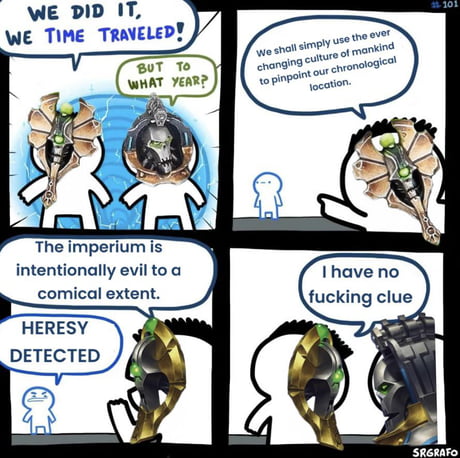 WE DID IT,
WE TIME TRAVELED!
BUT TO
WHAT YEAR?
#101
We shall simply use the ever
changing culture of mankind
to pinpoint our chronological
location.
The imperium is
intentionally evil to a
comical extent.
HERESY
DETECTED
I have no
fucking clue
SRGRAFO